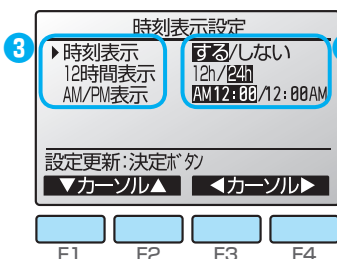 時刻表示設定
3 ▶時刻表示 する/しない
12時間表示 12h/24h
AM/PM表示 AM12:00/12:00AM
設定更新:決定ボタン
▼カーソル▲ ◀カーソル▶
F1 F2 F3 F4